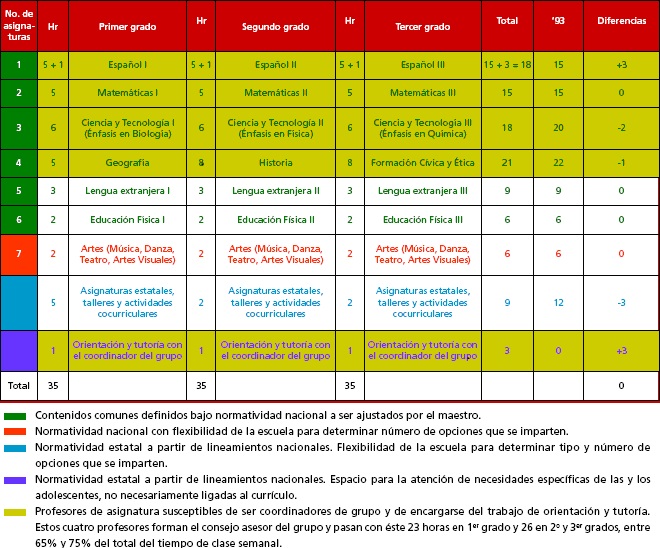 No. de asigna- turas | Hr | Primer grado | Hr | Segundo grado | Hr | Tercer grado | Total | '93 | Diferencias
1 | 5 + 1 | Español I | 5 + 1 | Español II | 5 + 1 | Español III | 15 + 3 = 18 | 15 | +3
2 | 5 | Matemáticas I | 5 | Matemáticas II | 5 | Matemáticas III | 15 | 15 | 0
3 | 6 | Ciencia y Tecnología I (Énfasis en Biología) | 6 | Ciencia y Tecnología II (Énfasis en Física) | 6 | Ciencia y Tecnología III (Énfasis en Química) | 18 | 20 | -2
4 | 5 | Geografía | 8 | Historia | 8 | Formación Cívica y Ética | 21 | 22 | -1
5 | 3 | Lengua extranjera I | 3 | Lengua extranjera II | 3 | Lengua extranjera III | 9 | 9 | 0
6 | 2 | Educación Física I | 2 | Educación Física II | 2 | Educación Física III | 6 | 6 | 0
7 | 2 | Artes (Música, Danza, Teatro, Artes Visuales) | 2 | Artes (Música, Danza, Teatro, Artes Visuales) | 2 | Artes (Música, Danza, Teatro, Artes Visuales) | 6 | 6 | 0
5 | Asignaturas estatales, talleres y actividades cocurriculares | 2 | Asignaturas estatales, talleres y actividades cocurriculares | 2 | Asignaturas estatales, talleres y actividades cocurriculares | 9 | 12 | -3
1 | Orientación y tutoría con el coordinador del grupo | 1 | Orientación y tutoría con el coordinador del grupo | 1 | Orientación y tutoría con el coordinador del grupo | 3 | 0 | +3
Total | 35 | 35 | 35 | 0
Contenidos comunes definidos bajo normatividad nacional a ser ajustados por el maestro.
Normatividad nacional con flexibilidad de la escuela para determinar número de opciones que se imparten.
Normatividad estatal a partir de lineamientos nacionales. Flexibilidad de la escuela para determinar tipo y número de
opciones que se imparten.
Normatividad estatal a partir de lineamientos nacionales. Espacio para la atención de necesidades específicas de las y los
adolescentes, no necesariamente ligadas al currículo.
Profesores de asignatura susceptibles de ser coordinadores de grupo y de encargarse del trabajo de orientación y tutoría.
Estos cuatro profesores forman el consejo asesor del grupo y pasan con éste 23 horas en 1er grado y 26 en 2o y 3er grados, entre
65% y 75% del total del tiempo de clase semanal.